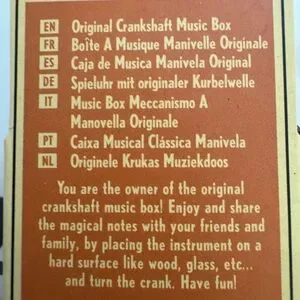 EN Original Crankshaft Music Box
FR Boîte A Musique Manivelle Originale
ES Caja de Musica Manivela Original
DE Spieluhr mit originaler Kurbelwelle
IT Music Box Meccanismo A
Manovella Originale
PT Caixa Musical Clássica Manivela
NL Originele Krukas Muziekdoos
You are the owner of the original
crankshaft music box! Enjoy and share
the magical notes with your friends and
family, by placing the instrument on a
hard surface like wood, glass, etc...
and turn the crank. Have fun!